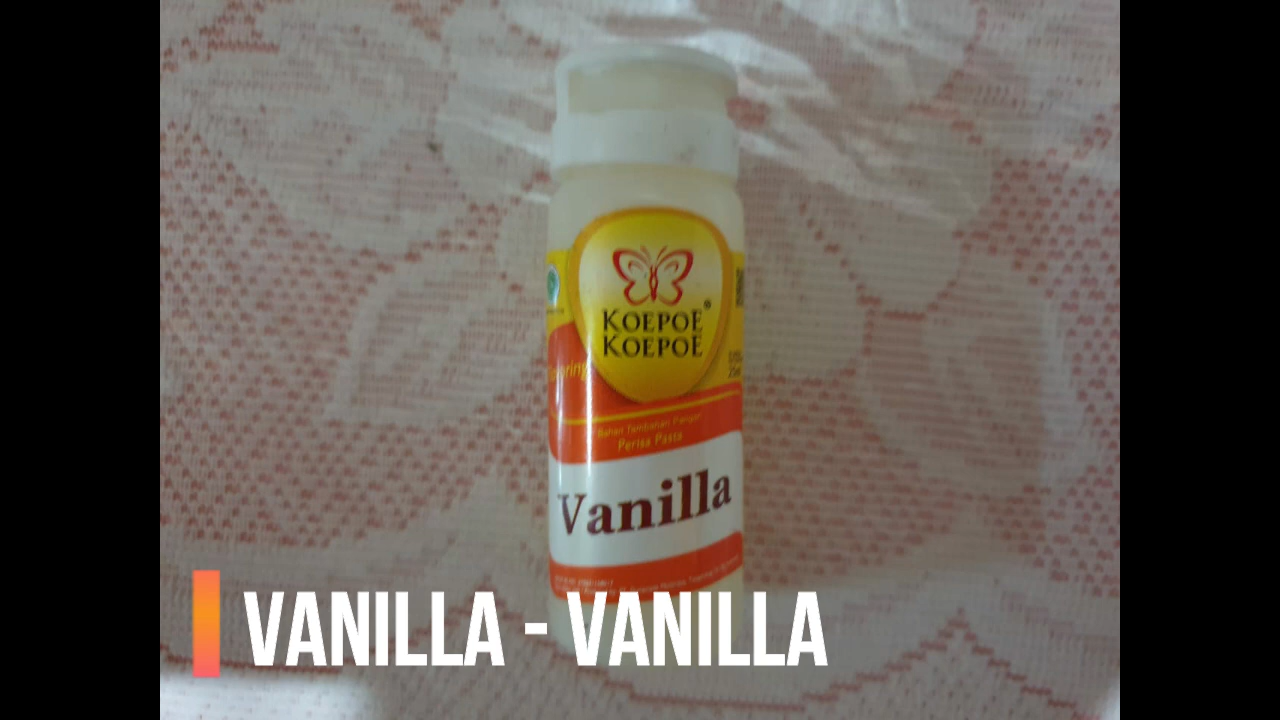 KOEPOE
KOEPOE
®
Bahan Tambahan Pangan
Perisa Pasta
Vanilla
VANILLA - VANILLA